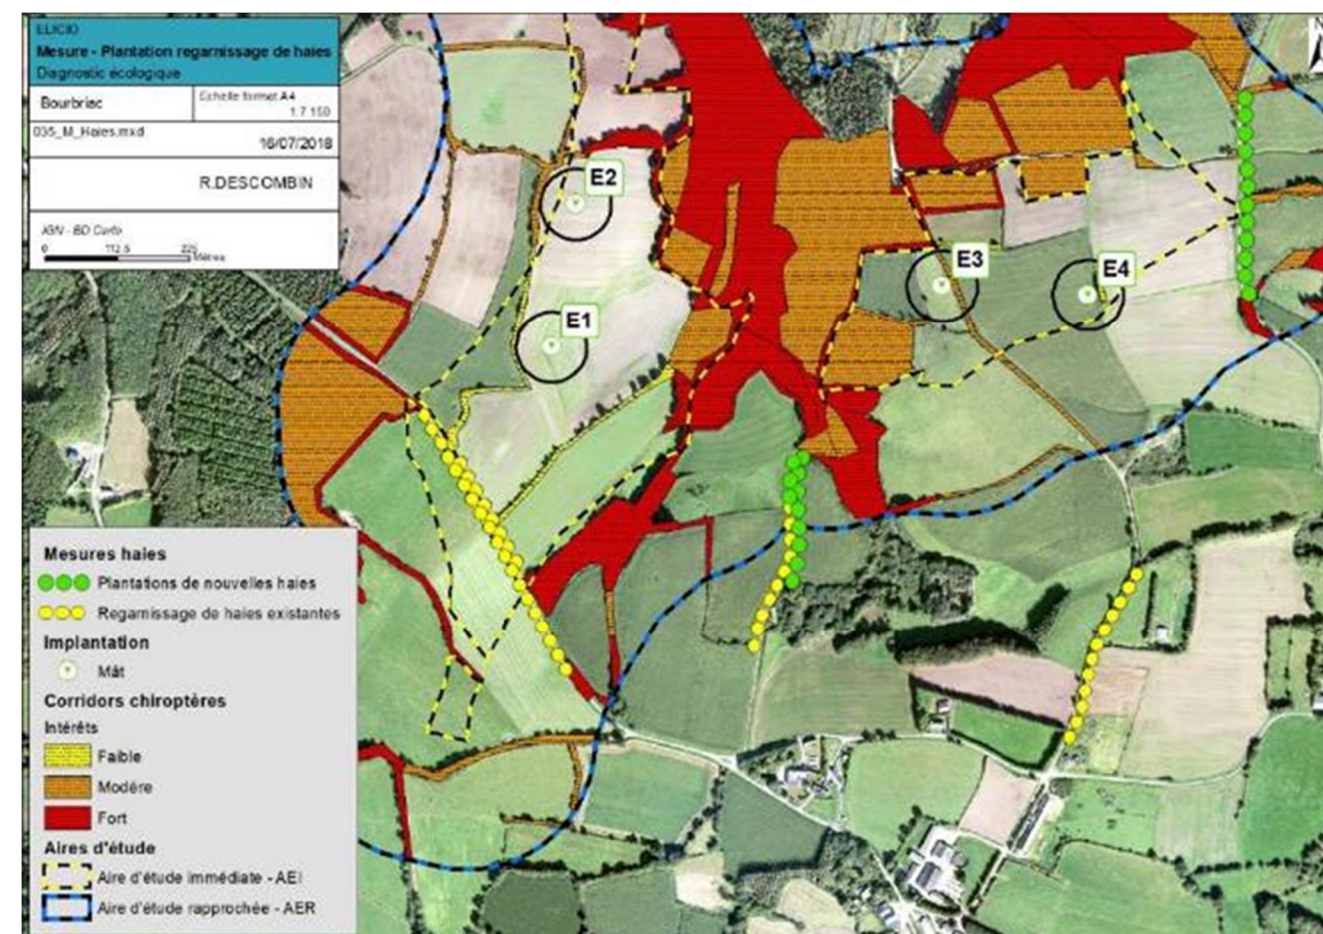 ELICIO
Mesure - Plantation regarnissage de haies
Diagnostic écologique
Bourbriac
Echelle format A4
1:7 150
035_M_Haies.mxd
16/07/2018
R.DESCOMBIN
IGN - BD Carto
0 112,5 225
Mètres
E2
E1
E3
E4
Mesures haies
Plantations de nouvelles haies
Regarnissage de haies existantes
Implantation
Mât
Corridors chiroptères
Intérêts
Faible
Modére
Fort
Aires d'étude
Aire d'étude immédiate - AEI
Aire d'étude rapprochée - AER